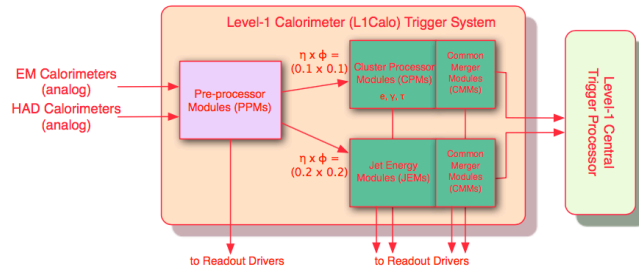 Level-1 Calorimeter (L1Calo) Trigger System
EM Calorimeters
(analog)
HAD Calorimeters
(analog)
Pre-processor
Modules (PPMs)
η x ϕ =
(0.1 x 0.1)
Cluster Processor
Modules (CPMs)
e, γ, τ
Common
Merger
Modules
(CMMs)
η x ϕ =
(0.2 x 0.2)
Jet Energy
Modules (JEMs)
Common
Merger
Modules
(CMMs)
Level-1 Central
Trigger Processor
to Readout Drivers
to Readout Drivers